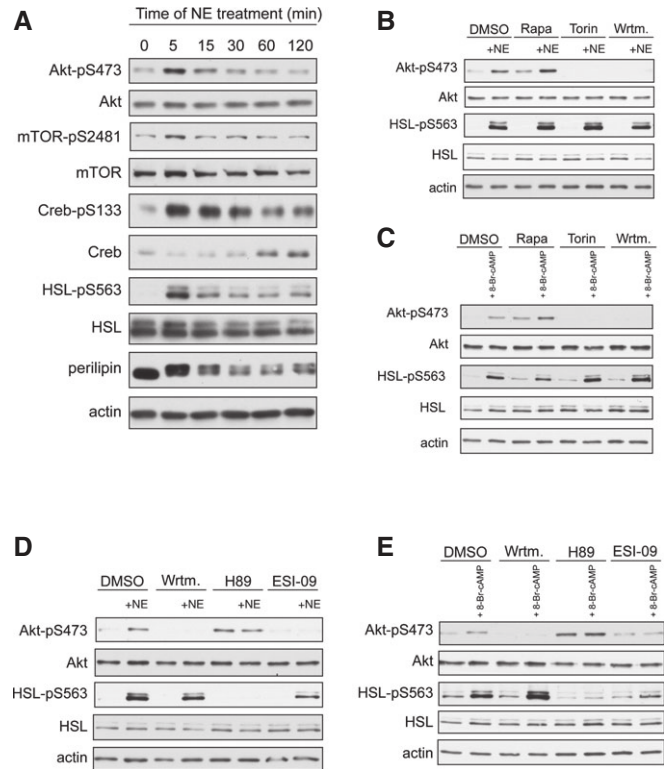 A
Time of NE treatment (min)
0 5 15 30 60 120
Akt-pS473
Akt
mTOR-pS2481
mTOR
Creb-pS133
Creb
HSL-pS563
HSL
perilipin
actin
B
DMSO Rapa Torin Wrtm.
+NE +NE +NE +NE
Akt-pS473
Akt
HSL-pS563
HSL
actin
C
DMSO Rapa Torin Wrtm.
+ 8-Br-cAMP + 8-Br-cAMP + 8-Br-cAMP + 8-Br-cAMP
Akt-pS473
Akt
HSL-pS563
HSL
actin
D
DMSO Wrtm. H89 ESI-09
+NE +NE +NE +NE
Akt-pS473
Akt
HSL-pS563
HSL
actin
E
DMSO Wrtm. H89 ESI-09
+ 8-Br-cAMP + 8-Br-cAMP + 8-Br-cAMP + 8-Br-cAMP
Akt-pS473
Akt
HSL-pS563
HSL
actin